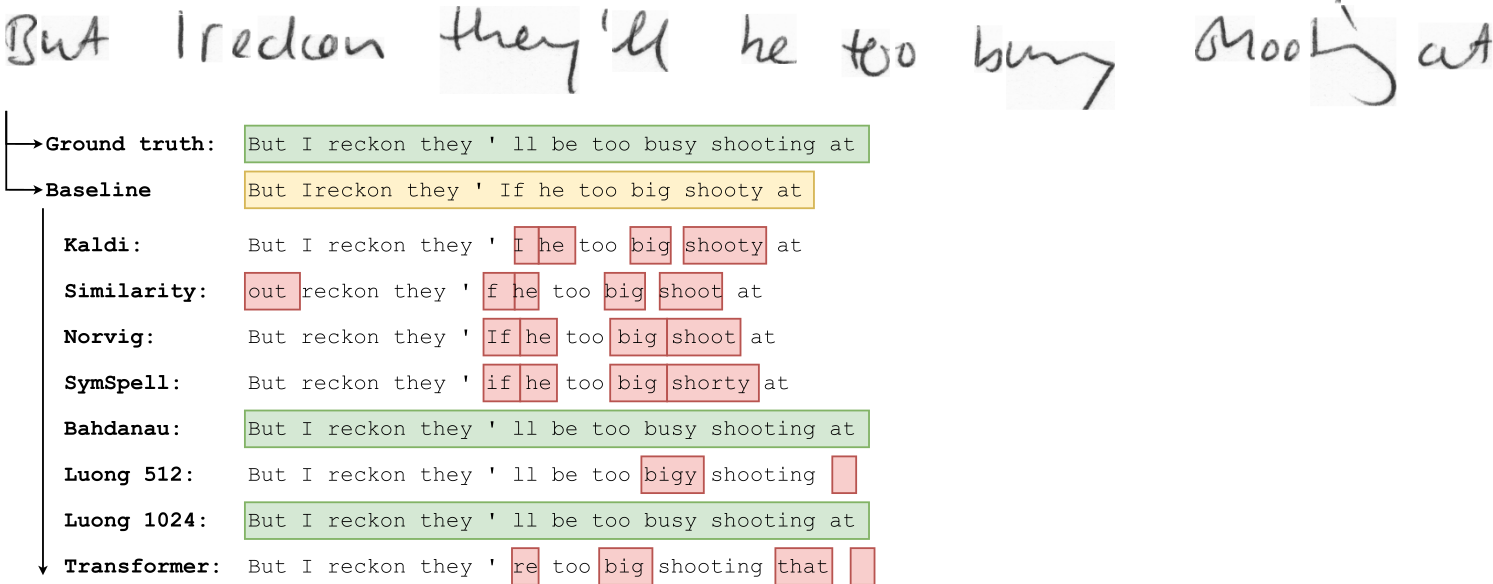 But I reckon they'll he too busy shooting at
Ground truth: But I reckon they ' ll be too busy shooting at
Baseline But Ireckon they ' If he too big shooty at
Kaldi: But I reckon they ' I he too big shooty at
Similarity: out reckon they ' f he too big shoot at
Norvig: But reckon they ' If he too big shoot at
SymSpell: But reckon they ' if he too big shorty at
Bahdanau: But I reckon they ' ll be too busy shooting at
Luong 512: But I reckon they ' ll be too bigy shooting
Luong 1024: But I reckon they ' ll be too busy shooting at
Transformer: But I reckon they ' re too big shooting that